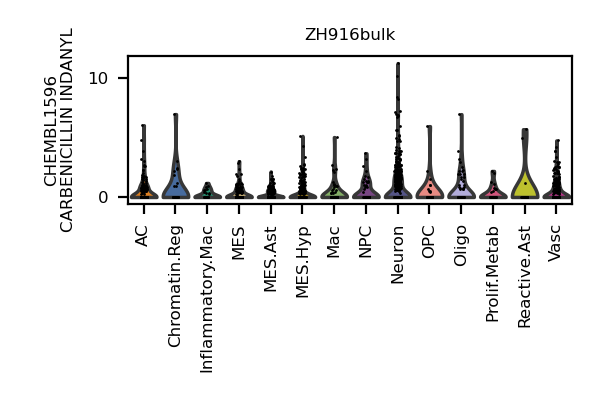 ZH916bulk
CHEMBL1596
CARBENICILLIN INDANYL
10
0
AC
Chromatin.Reg
Inflammatory.Mac
MES
MES.Ast
MES.Hyp
Mac
NPC
Neuron
OPC
Oligo
Prolif.Metab
Reactive.Ast
Vasc